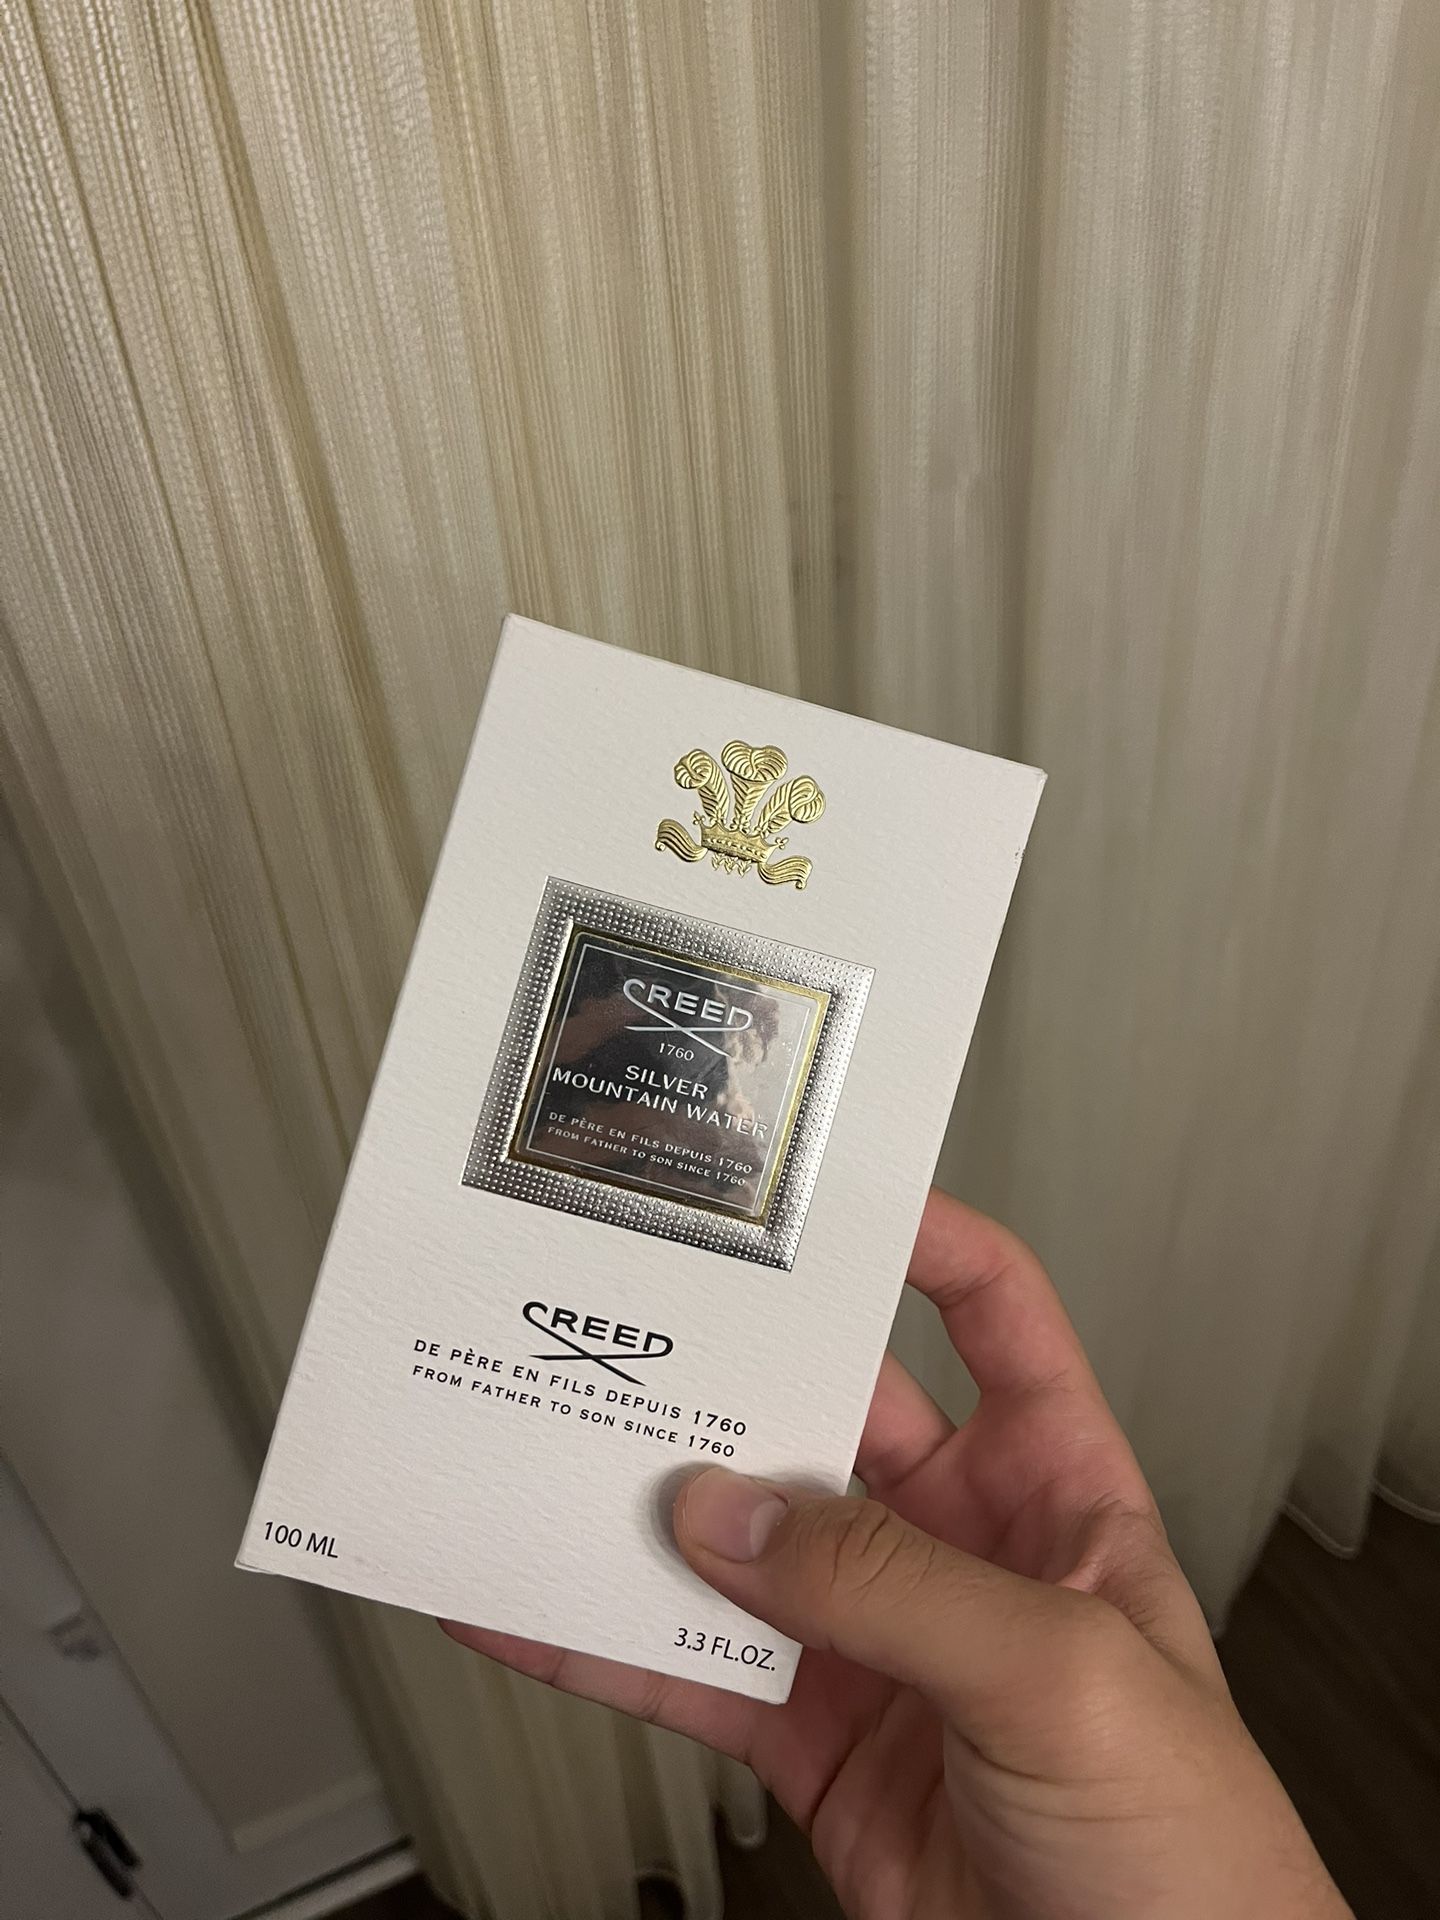 CREED
1760
SILVER
MOUNTAIN WATER
DE PÈRE EN FILS DEPUIS 1760
FROM FATHER TO SON SINCE 1760
CREED
DE PÈRE EN FILS DEPUIS 1760
FROM FATHER TO SON SINCE 1760
100 ML
3.3 FL.OZ.